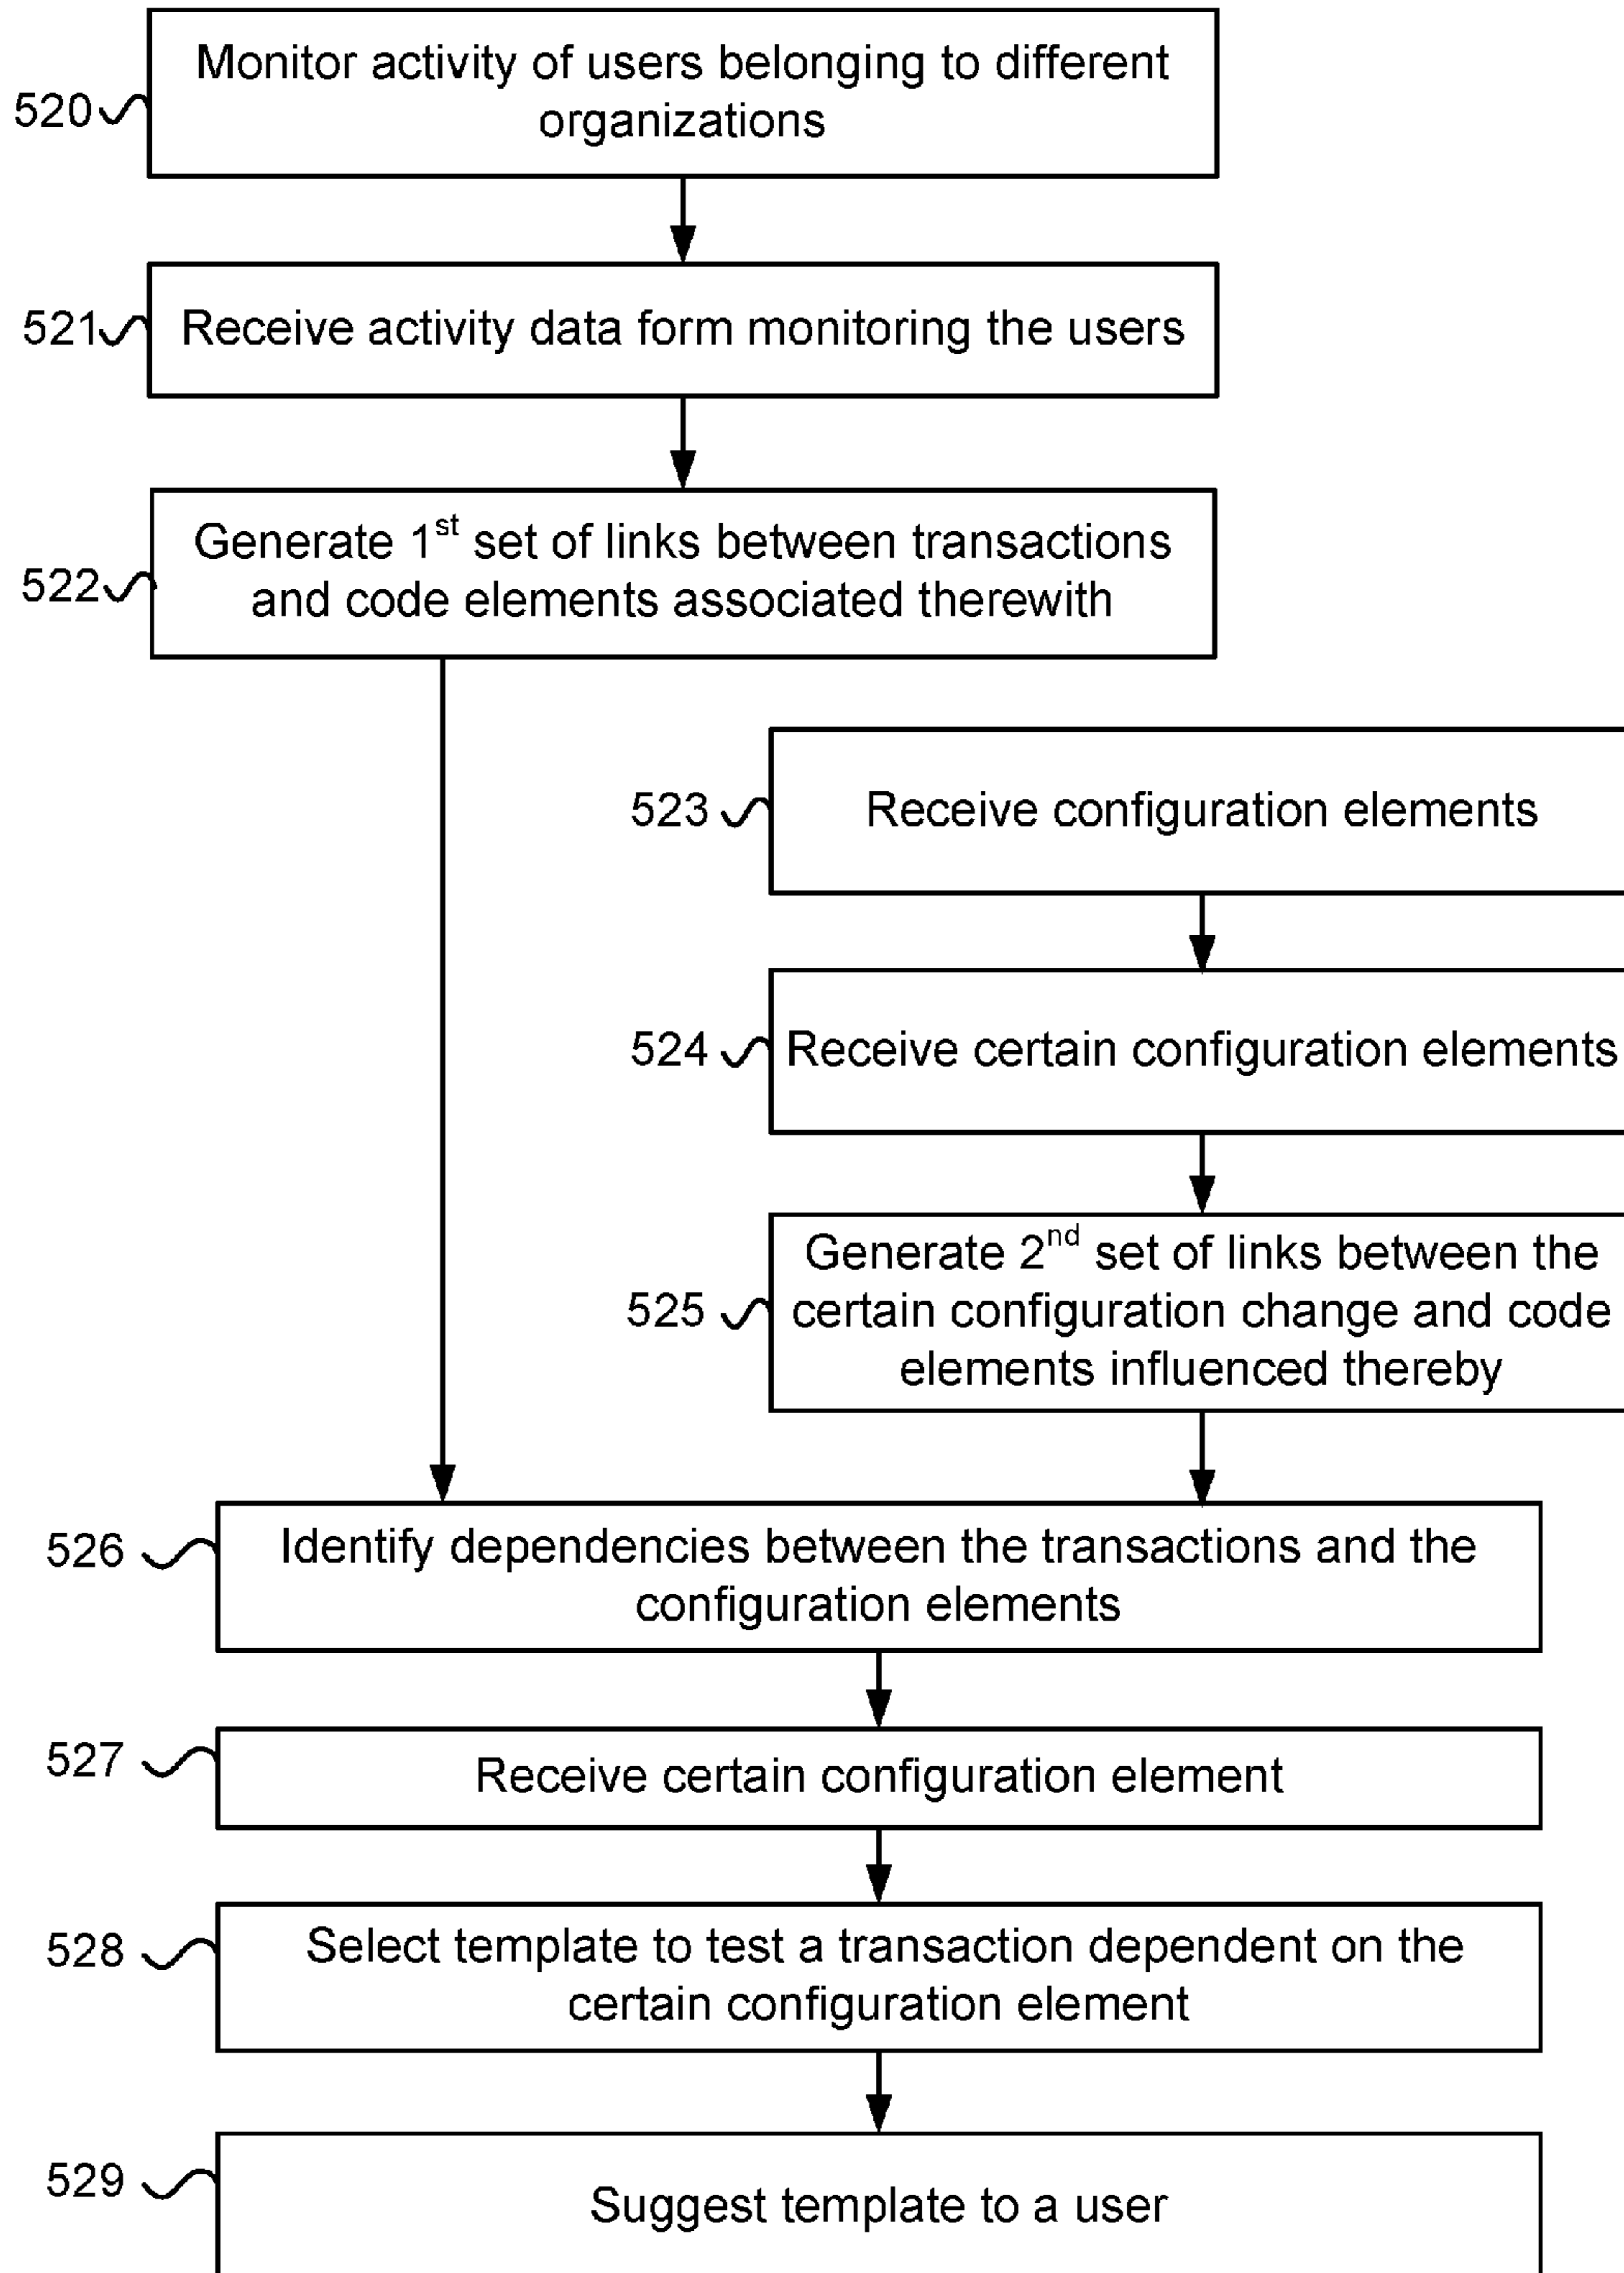 Monitor activity of users belonging to different
organizations
520
521
Receive activity data form monitoring the users
Generate 1st set of links between transactions
and code elements associated therewith
522
523
Receive configuration elements
524
Receive certain configuration elements
Generate 2nd set of links between the
certain configuration change and code
elements influenced thereby
525
526
Identify dependencies between the transactions and the
configuration elements
527
Receive certain configuration element
528
Select template to test a transaction dependent on the
certain configuration element
529
Suggest template to a user